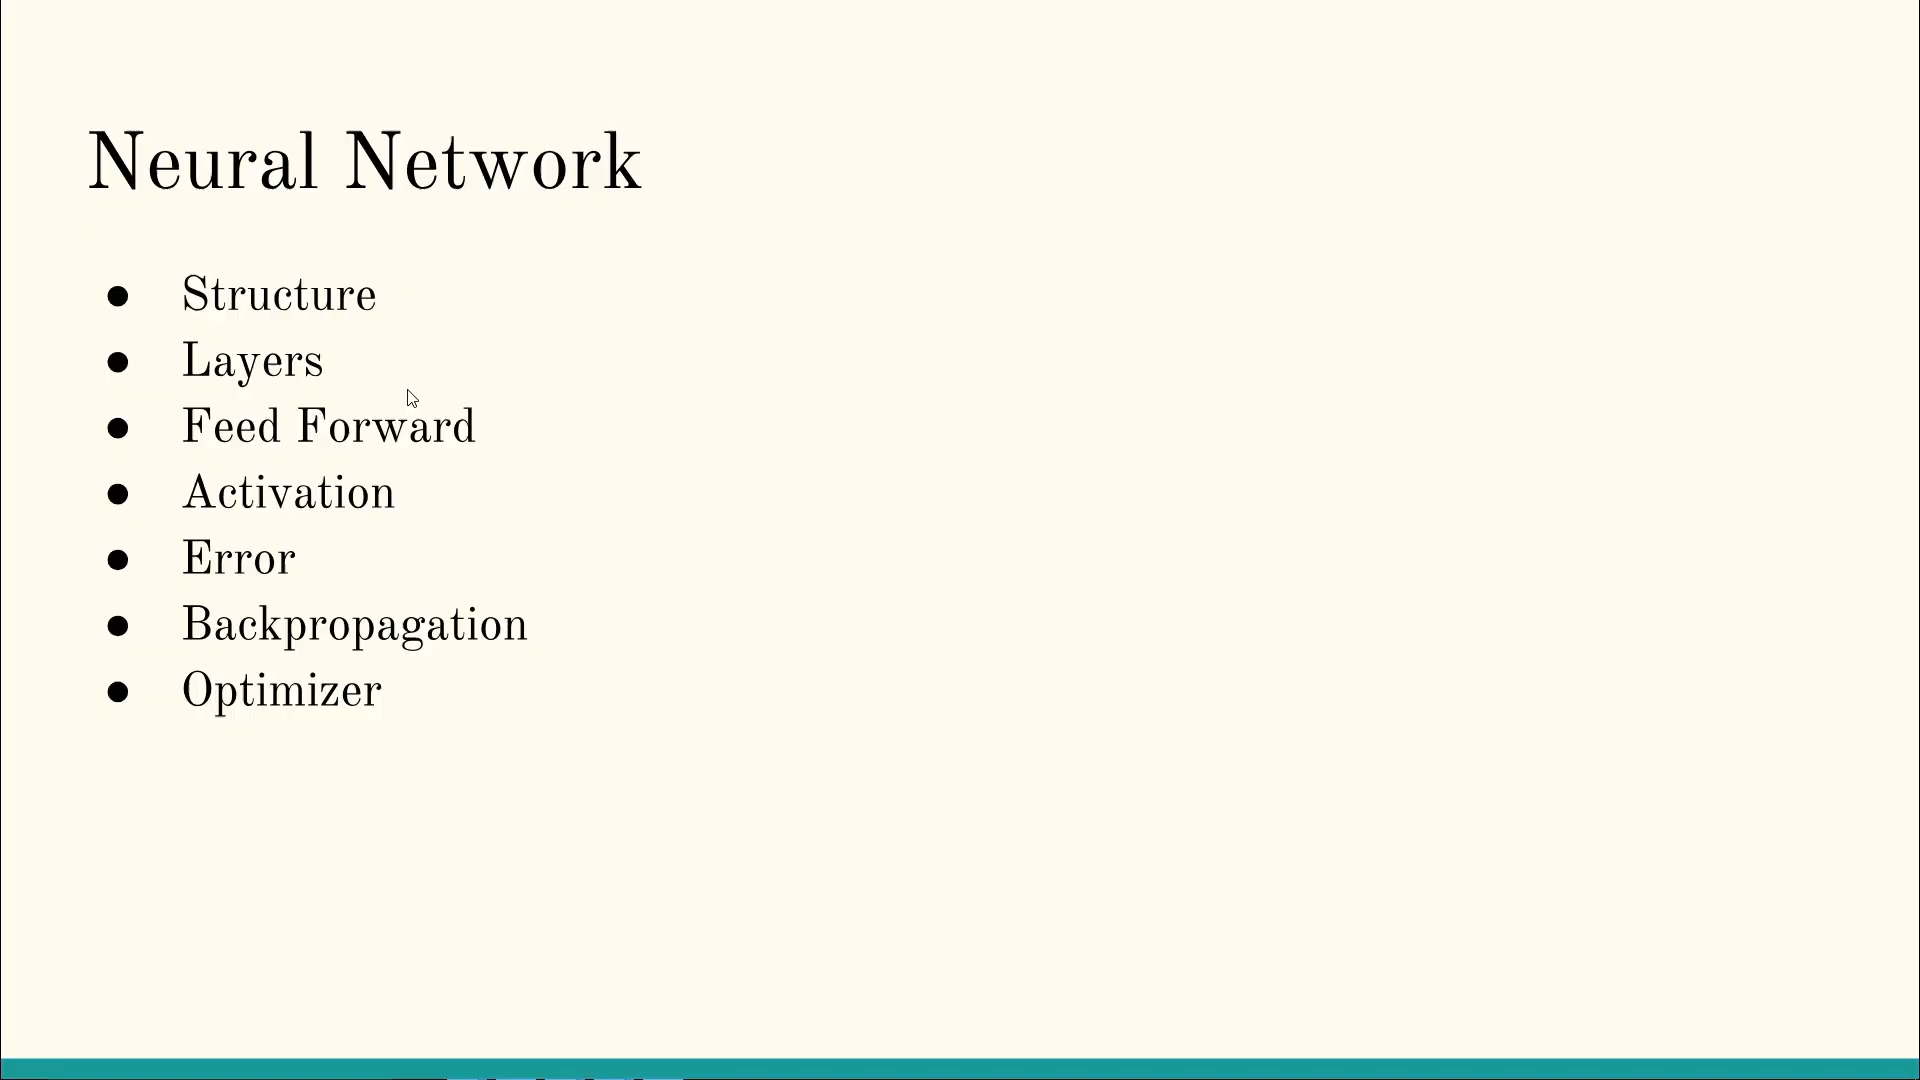 Neural Network
● Structure
● Layers
● Feed Forward
● Activation
● Error
● Backpropagation
● Optimizer